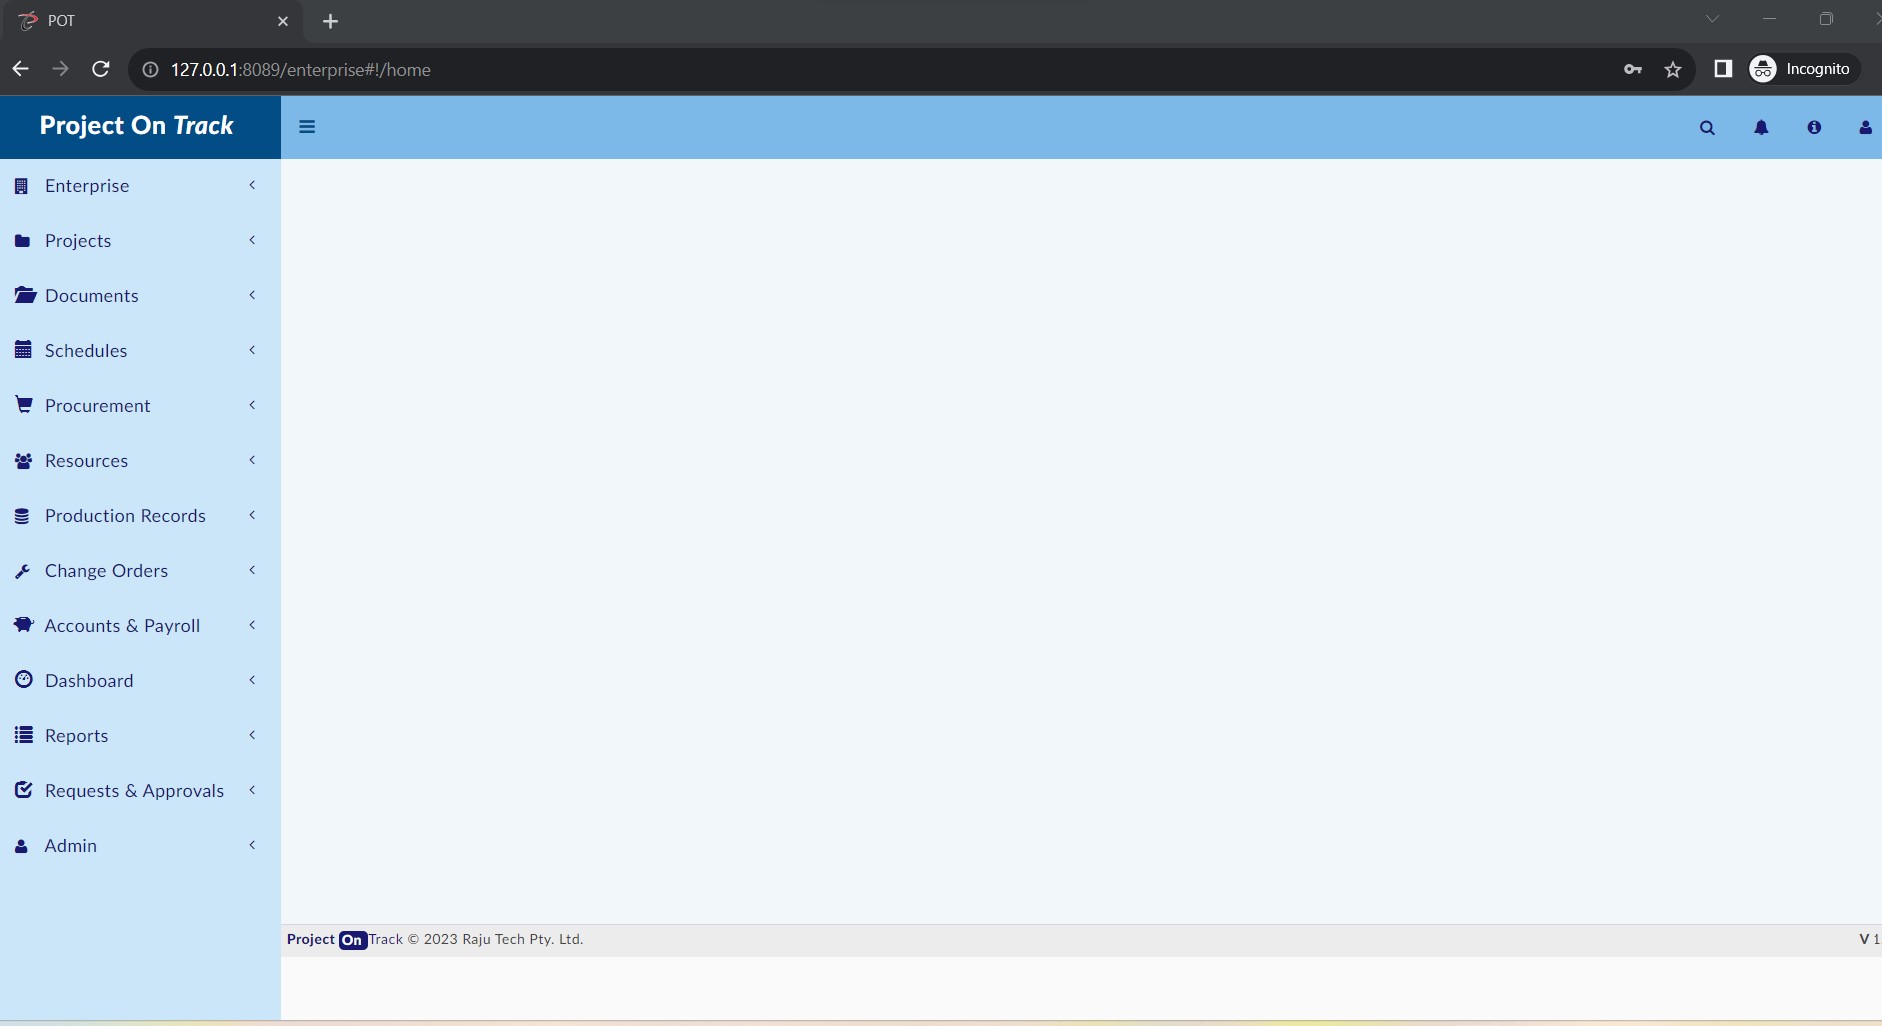 POT
127.0.0.1:8089/enterprise#!/home
Incognito
Project On Track
Enterprise
Projects
Documents
Schedules
Procurement
Resources
Production Records
Change Orders
Accounts & Payroll
Dashboard
Reports
Requests & Approvals
Admin
Project On Track © 2023 Raju Tech Pty. Ltd.
V 1